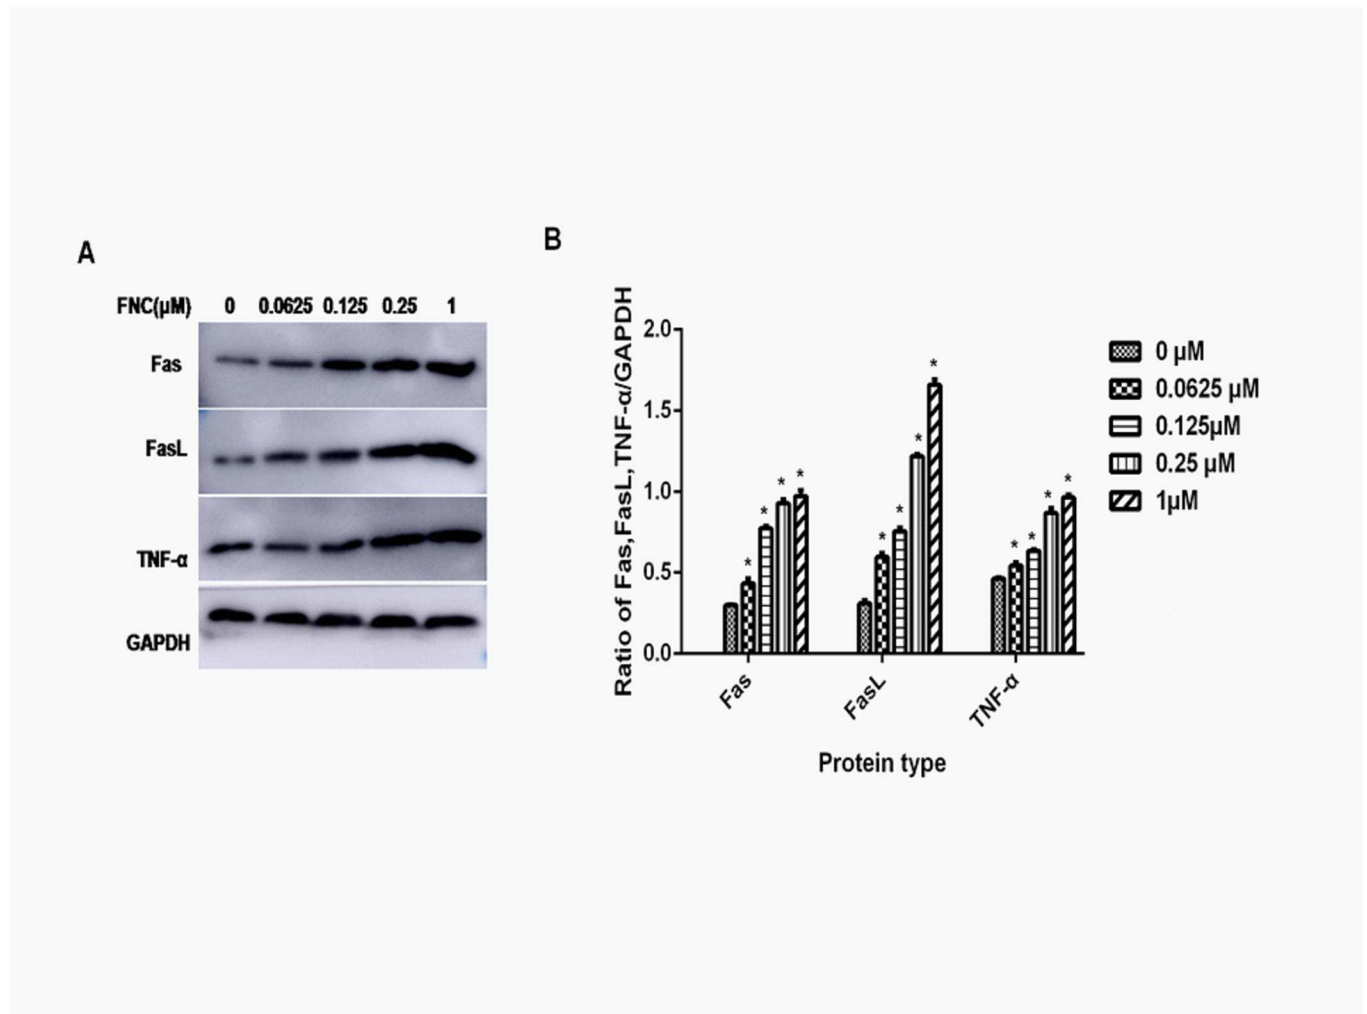 A
FNC(µM) 0 0.0625 0.125 0.25 1
Fas
FasL
TNF-α
GAPDH
B
Ratio of Fas,FasL,TNF-α/GAPDH
2.0
1.5
1.0
0.5
0.0
* * * *
* * * *
* * * *
Fas FasL TNF-α
Protein type
0 µM
0.0625 µM
0.125µM
0.25 µM
1µM